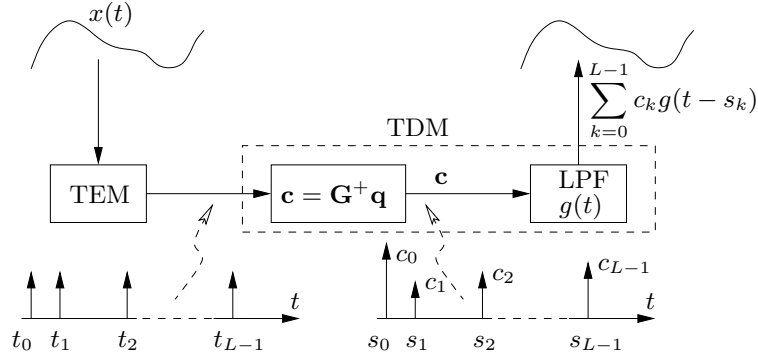 x(t)
L−1
∑ c_k g(t − s_k)
k=0
TDM
TEM
c = G⁺q
c
LPF
g(t)
t_0 t_1 t_2 t_{L−1} t
c_0 c_1 c_2 c_{L−1}
s_0 s_1 s_2 s_{L−1} t